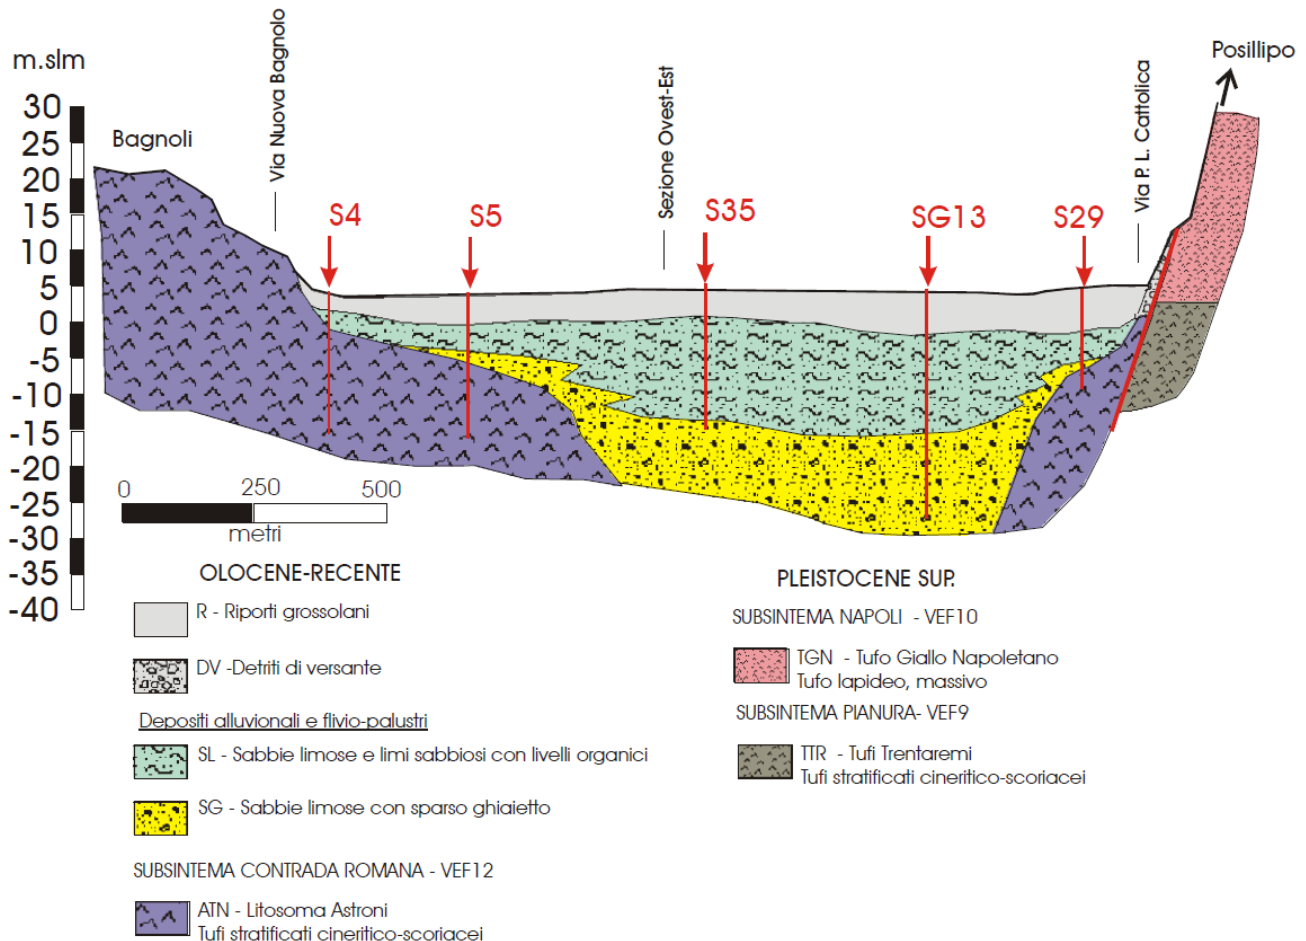 m.slm
30
25
20
15
10
5
0
-5
-10
-15
-20
-25
-30
-35
-40
Bagnoli
Via Nuova Bagnolo
Sezione Ovest-Est
Via P. L. Cattolica
Posillipo
S4
S5
S35
SG13
S29
0
250
500
metri
OLOCENE-RECENTE
R - Riporti grossolani
DV -Detriti di versante
Depositi alluvionali e flivio-palustri
SL - Sabbie limose e limi sabbiosi con livelli organici
SG - Sabbie limose con sparso ghiaietto
SUBSINTEMA CONTRADA ROMANA - VEF12
ATN - Litosoma Astroni
Tufi stratificati cineritico-scoriacei
PLEISTOCENE SUP.
SUBSINTEMA NAPOLI - VEF10
TGN - Tufo Giallo Napoletano
Tufo lapideo, massivo
SUBSINTEMA PIANURA- VEF9
TTR - Tufi Trentaremi
Tufi stratificati cineritico-scoriacei